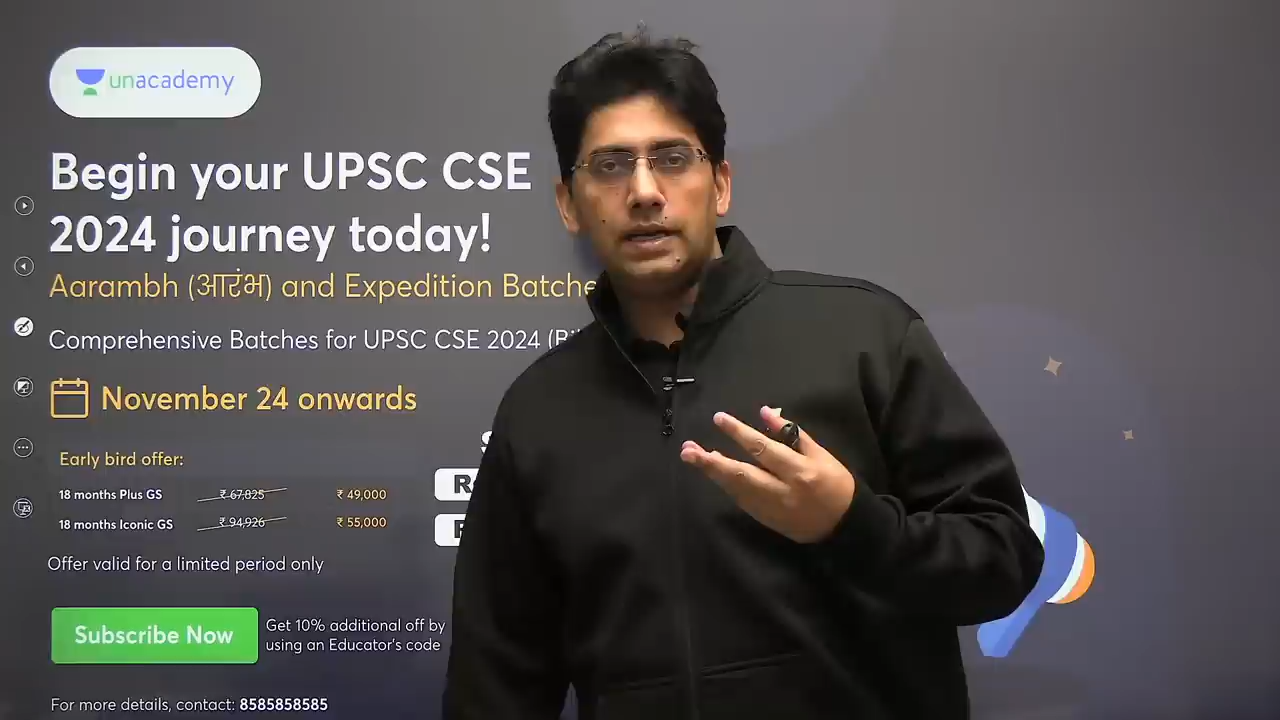 unacademy
Begin your UPSC CSE
2024 journey today!
Aarambh (आरंभ) and Expedition
Comprehensive Batches for UPSC CSE 2024
November 24 onwards
Early bird offer:
18 months Plus GS ₹ 67,825 ₹ 49,000
18 months Iconic GS ₹ 94,926 ₹ 55,000
Offer valid for a limited period only
Subscribe Now
Get 10% additional off by
using an Educator's code
For more details, contact: 8585858585